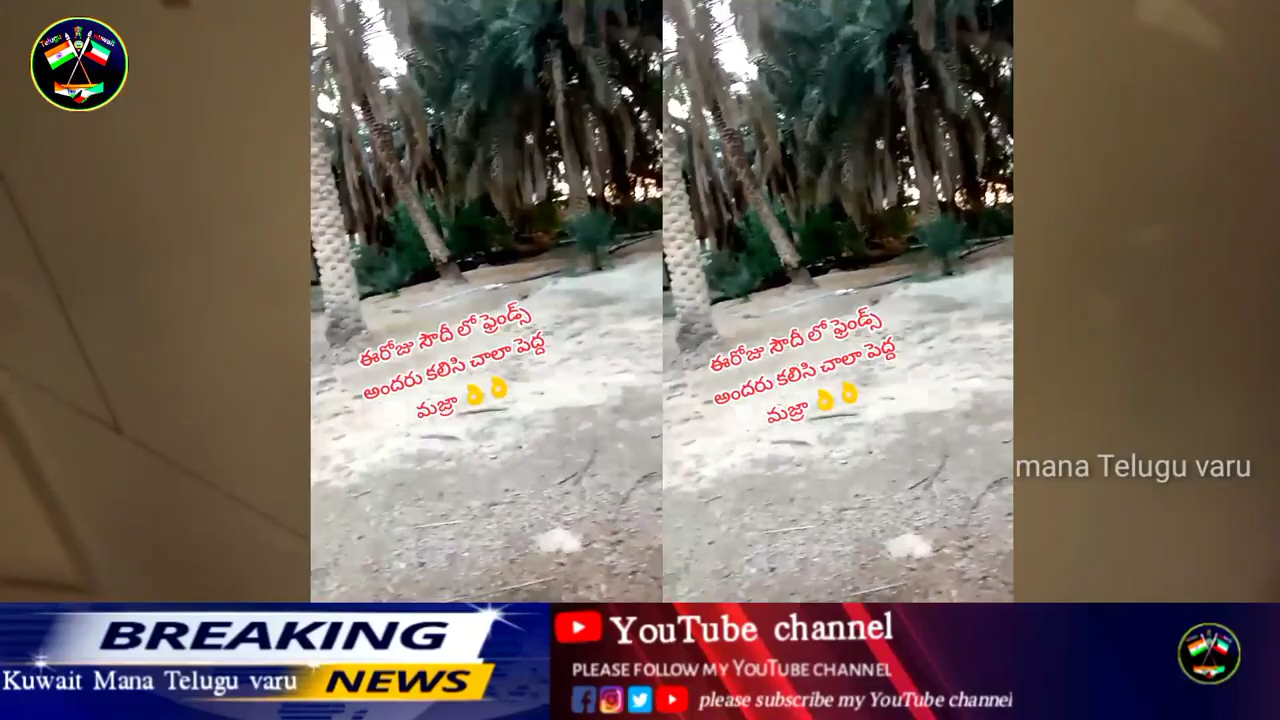 Telugu
ఈరోజు సౌదీ లో ఫ్రెండ్స్
అందరు కలిసి చాలా పెద్ద
మజ్రా 👌👌
ఈరోజు సౌదీ లో ఫ్రెండ్స్
అందరు కలిసి చాలా పెద్ద
మజ్రా 👌👌
mana Telugu varu
BREAKING
NEWS
Kuwait Mana Telugu varu
YouTube channel
PLEASE FOLLOW MY YOUTUBE CHANNEL
please subscribe my YouTube channel